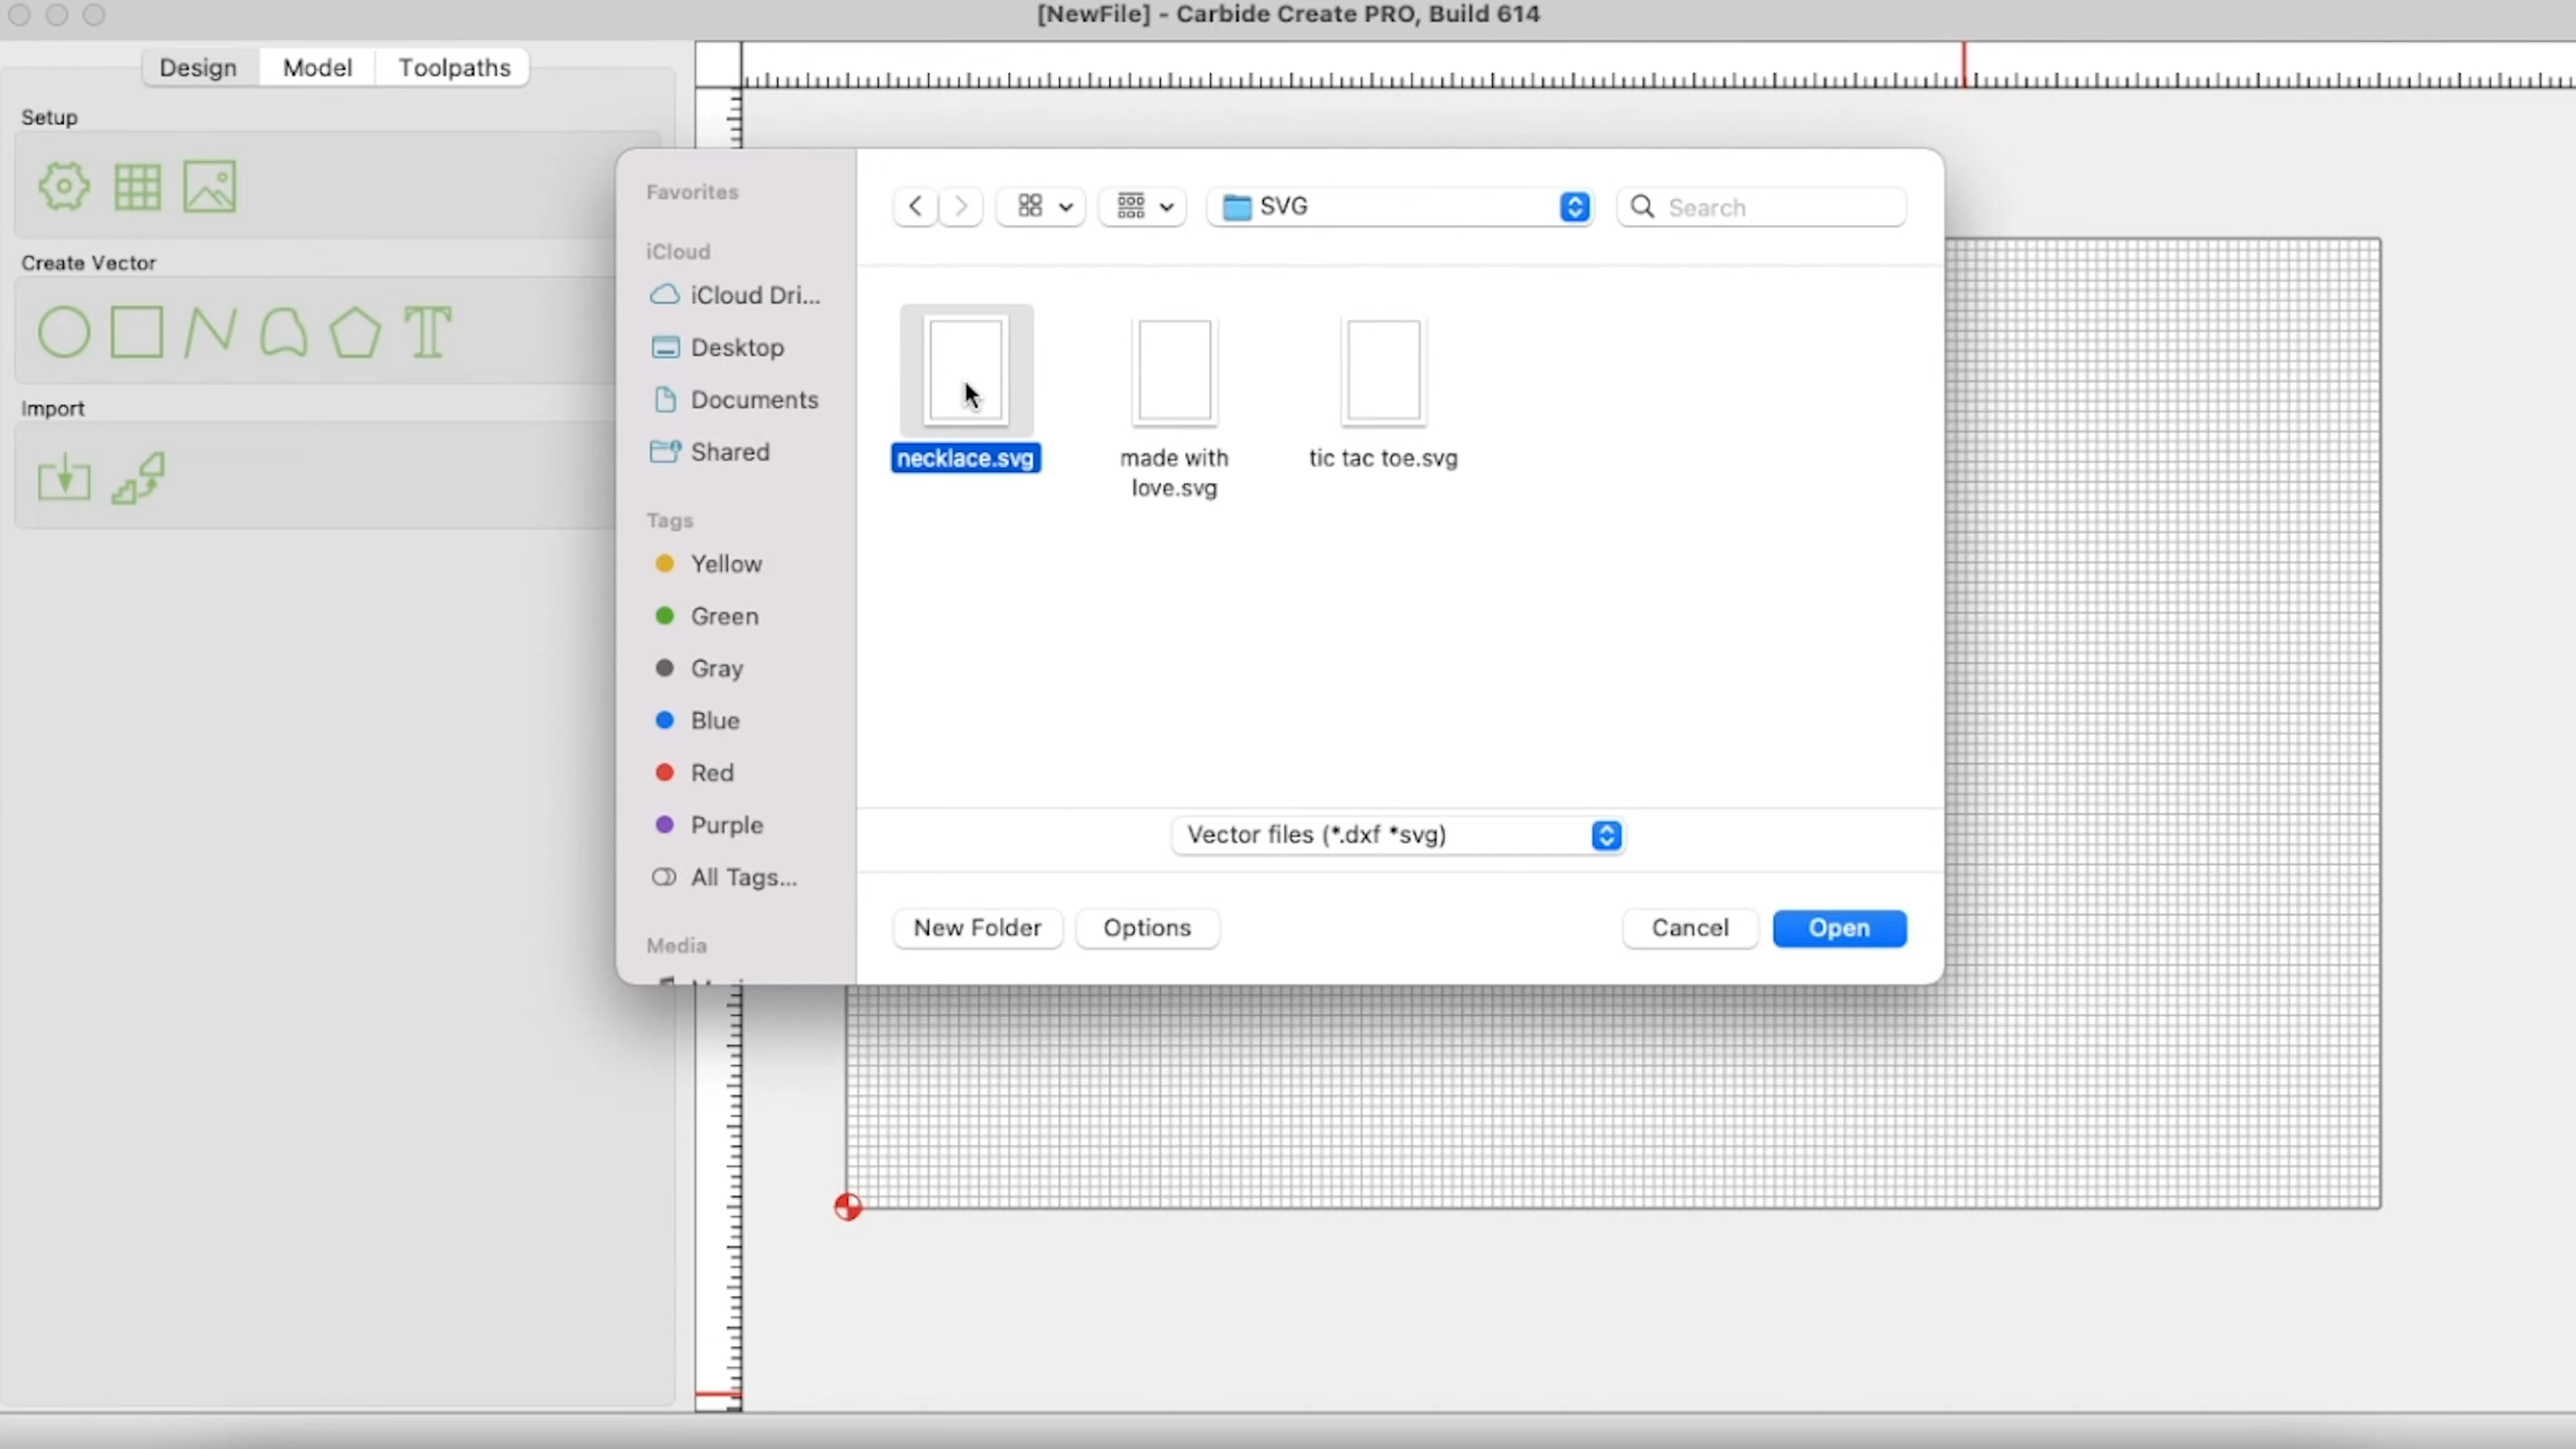 [NewFile] - Carbide Create PRO, Build 614
Design
Model
Toolpaths
Setup
Create Vector
Import
Favorites
iCloud
iCloud Dri...
Desktop
Documents
Shared
Tags
Yellow
Green
Gray
Blue
Red
Purple
All Tags...
Media
SVG
Search
necklace.svg
made with
love.svg
tic tac toe.svg
Vector files (*.dxf *svg)
New Folder
Options
Cancel
Open